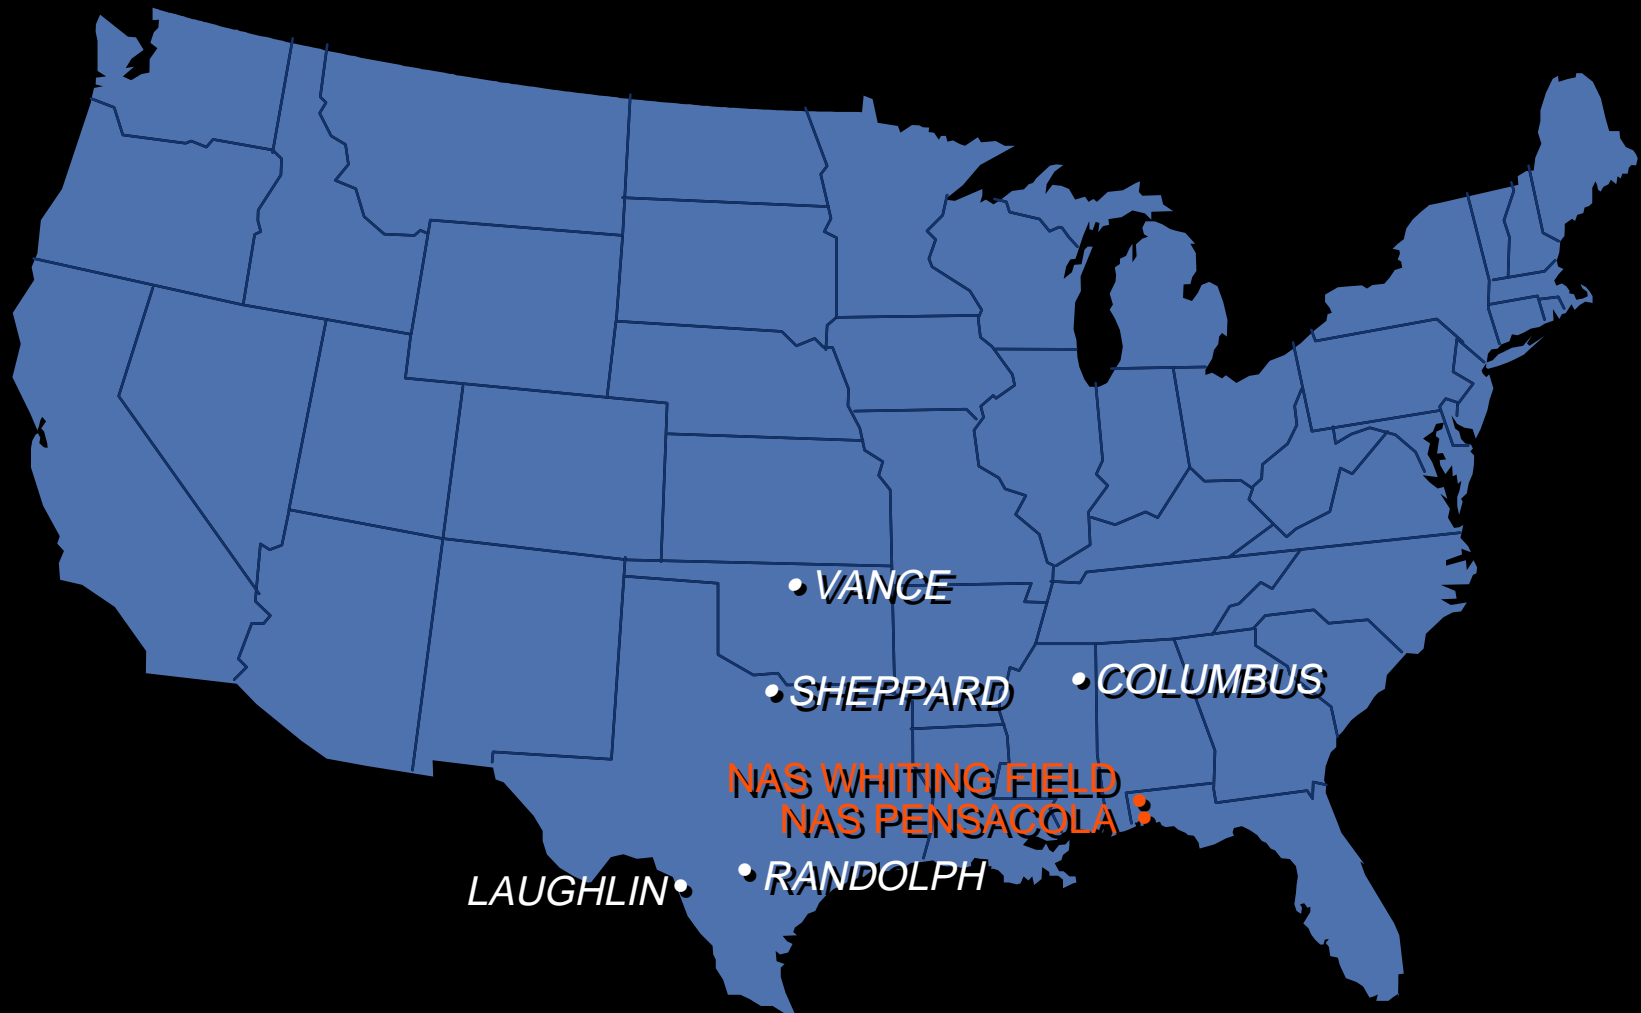 VANCE
SHEPPARD
COLUMBUS
NAS WHITING FIELD
NAS PENSACOLA
RANDOLPH
LAUGHLIN